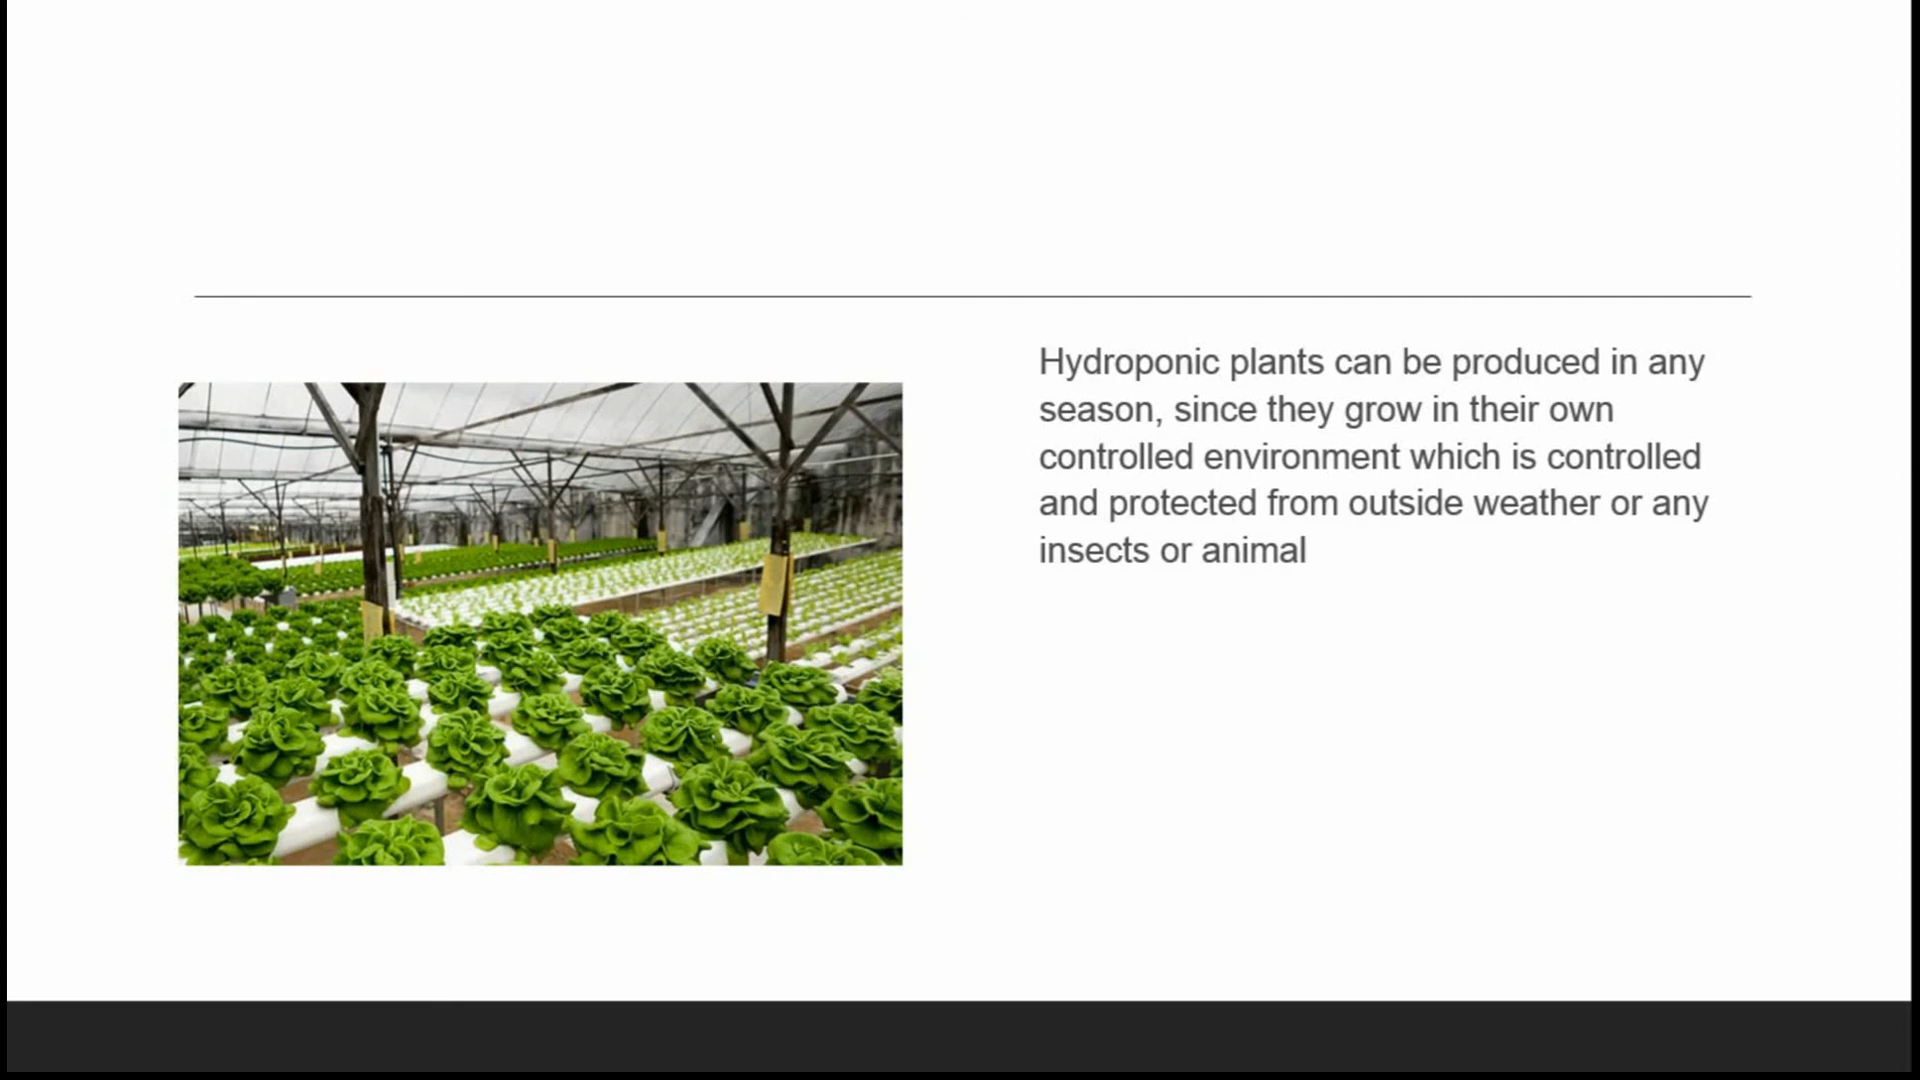 Hydroponic plants can be produced in any
season, since they grow in their own
controlled environment which is controlled
and protected from outside weather or any
insects or animal